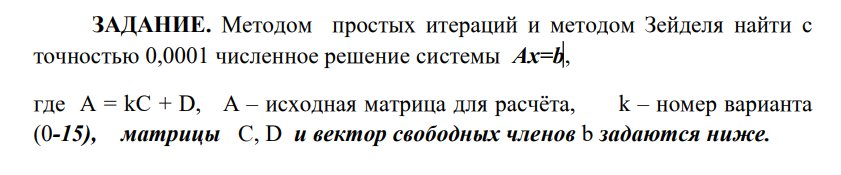 ЗАДАНИЕ. Методом простых итераций и методом Зейделя найти с
точностью 0,0001 численное решение системы Ax=b,
где A = kC + D, A – исходная матрица для расчёта, k – номер варианта
(0-15), матрицы C, D и вектор свободных членов b задаются ниже.